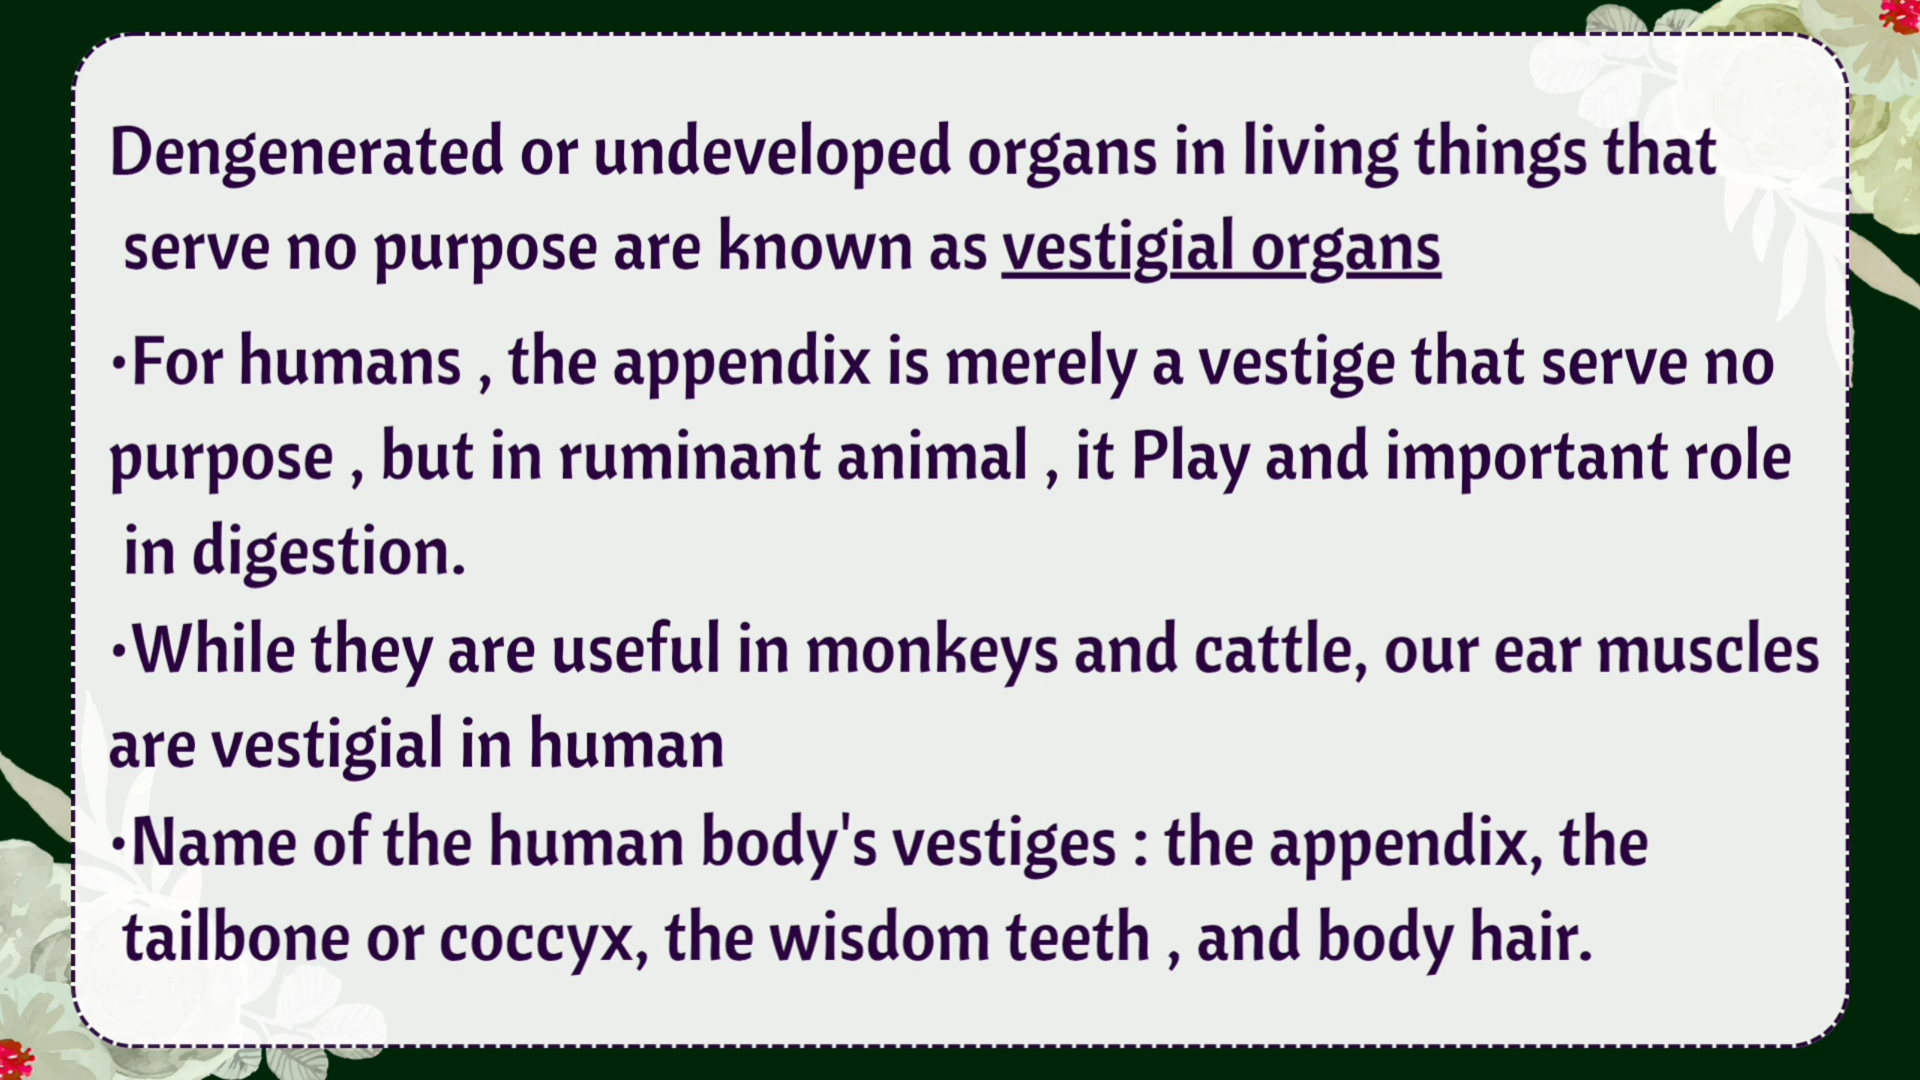 Dengenerated or undeveloped organs in living things that
serve no purpose are known as vestigial organs
•For humans , the appendix is merely a vestige that serve no
purpose , but in ruminant animal , it Play and important role
in digestion.
•While they are useful in monkeys and cattle, our ear muscles
are vestigial in human
•Name of the human body's vestiges : the appendix, the
tailbone or coccyx, the wisdom teeth , and body hair.